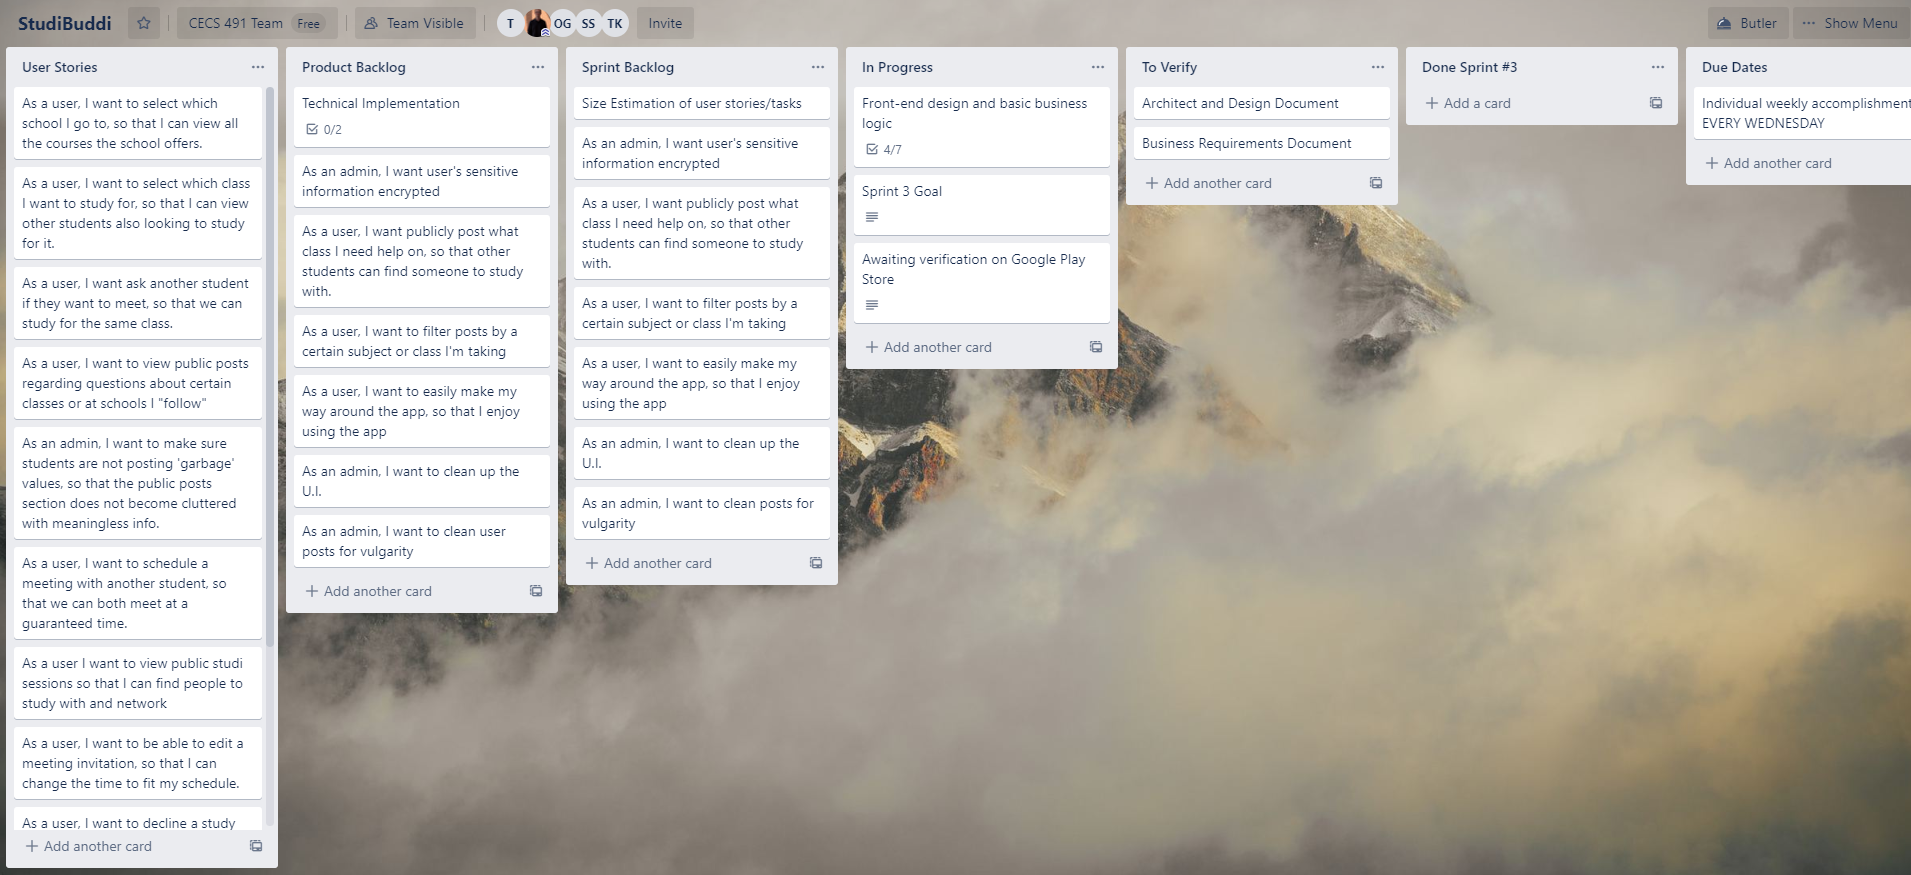 StudiBuddi
CECS 491 Team Free
Team Visible
T
OG
SS
TK
Invite
Butler
Show Menu
User Stories
As a user, I want to select which
school I go to, so that I can view all
the courses the school offers.
As a user, I want to select which class
I want to study for, so that I can view
other students also looking to study
for it.
As a user, I want ask another student
if they want to meet, so that we can
study for the same class.
As a user, I want to view public posts
regarding questions about certain
classes or at schools I "follow"
As an admin, I want to make sure
students are not posting 'garbage'
values, so that the public posts
section does not become cluttered
with meaningless info.
As a user, I want to schedule a
meeting with another student, so
that we can both meet at a
guaranteed time.
As a user I want to view public studi
sessions so that I can find people to
study with and network
As a user, I want to be able to edit a
meeting invitation, so that I can
change the time to fit my schedule.
As a user, I want to decline a study
+ Add another card
Product Backlog
Technical Implementation
0/2
As an admin, I want user's sensitive
information encrypted
As a user, I want publicly post what
class I need help on, so that other
students can find someone to study
with.
As a user, I want to filter posts by a
certain subject or class I'm taking
As a user, I want to easily make my
way around the app, so that I enjoy
using the app
As an admin, I want to clean up the
U.I.
As an admin, I want to clean user
posts for vulgarity
+ Add another card
Sprint Backlog
Size Estimation of user stories/tasks
As an admin, I want user's sensitive
information encrypted
As a user, I want publicly post what
class I need help on, so that other
students can find someone to study
with.
As a user, I want to filter posts by a
certain subject or class I'm taking
As a user, I want to easily make my
way around the app, so that I enjoy
using the app
As an admin, I want to clean up the
U.I.
As an admin, I want to clean posts for
vulgarity
+ Add another card
In Progress
Front-end design and basic business
logic
4/7
Sprint 3 Goal
Awaiting verification on Google Play
Store
+ Add another card
To Verify
Architect and Design Document
Business Requirements Document
+ Add another card
Done Sprint #3
+ Add a card
Due Dates
Individual weekly accomplishment
EVERY WEDNESDAY
+ Add another card